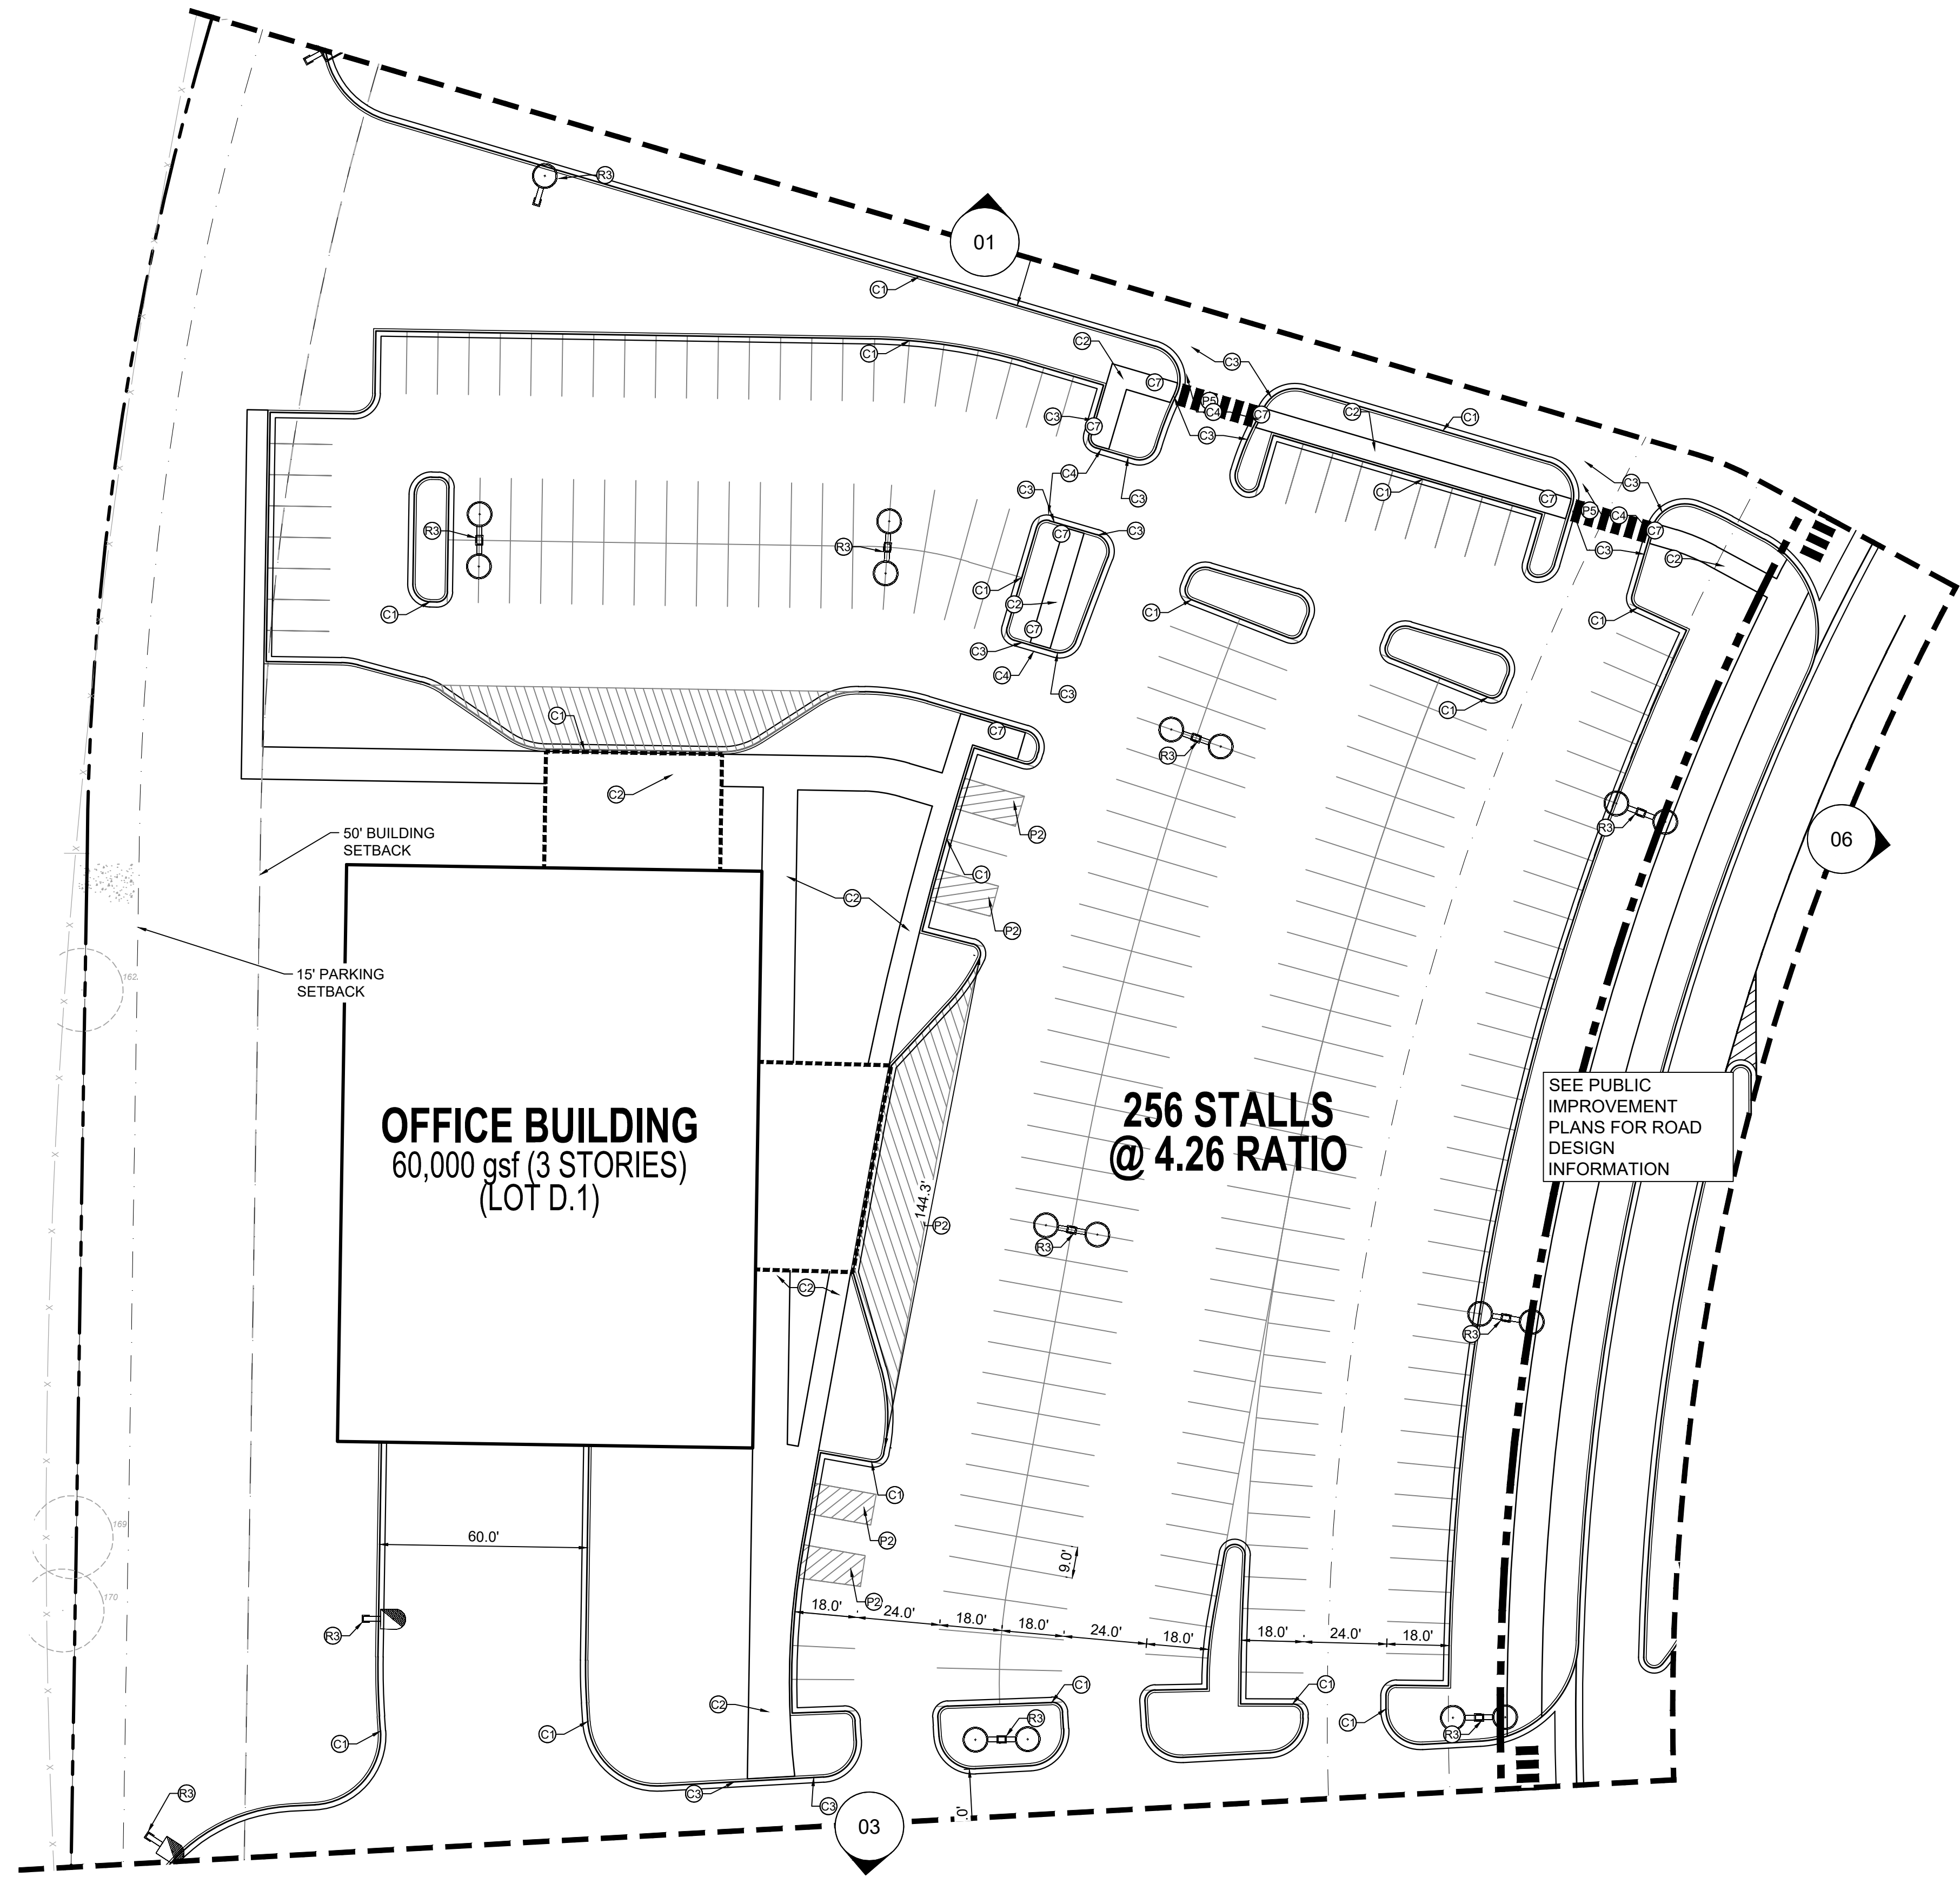 R3
01
C1
C1
C2
C7
C3
C3
C7
P5
C4
C7
C3
C2
C1
C4
C3
C1
C7
C3
P5
C4
C7
C3
C2
C3
C7
C3
R3
R3
C1
C1
C2
C7
C3
C4
C3
C1
C1
C1
C1
C7
R3
C2
P2
R3
06
50' BUILDING
SETBACK
C1
C2
P2
15' PARKING
SETBACK
162
OFFICE BUILDING
60,000 gsf (3 STORIES)
(LOT D.1)
256 STALLS
@ 4.26 RATIO
SEE PUBLIC
IMPROVEMENT
PLANS FOR ROAD
DESIGN
INFORMATION
144.3'
P2
R3
C2
R3
C1
169
60.0'
P2
9.0'
170
P2
R3
18.0'
24.0'
18.0'
18.0'
24.0'
18.0'
18.0'
24.0'
18.0'
C1
C1
C2
R3
C1
R3
C1
C1
R3
C3
C3
03